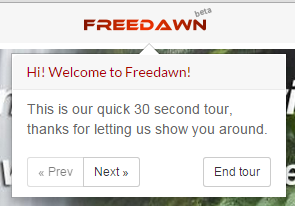 FREEDAWN
beta
Hi! Welcome to Freedawn!
This is our quick 30 second tour,
thanks for letting us show you around.
« Prev Next » End tour